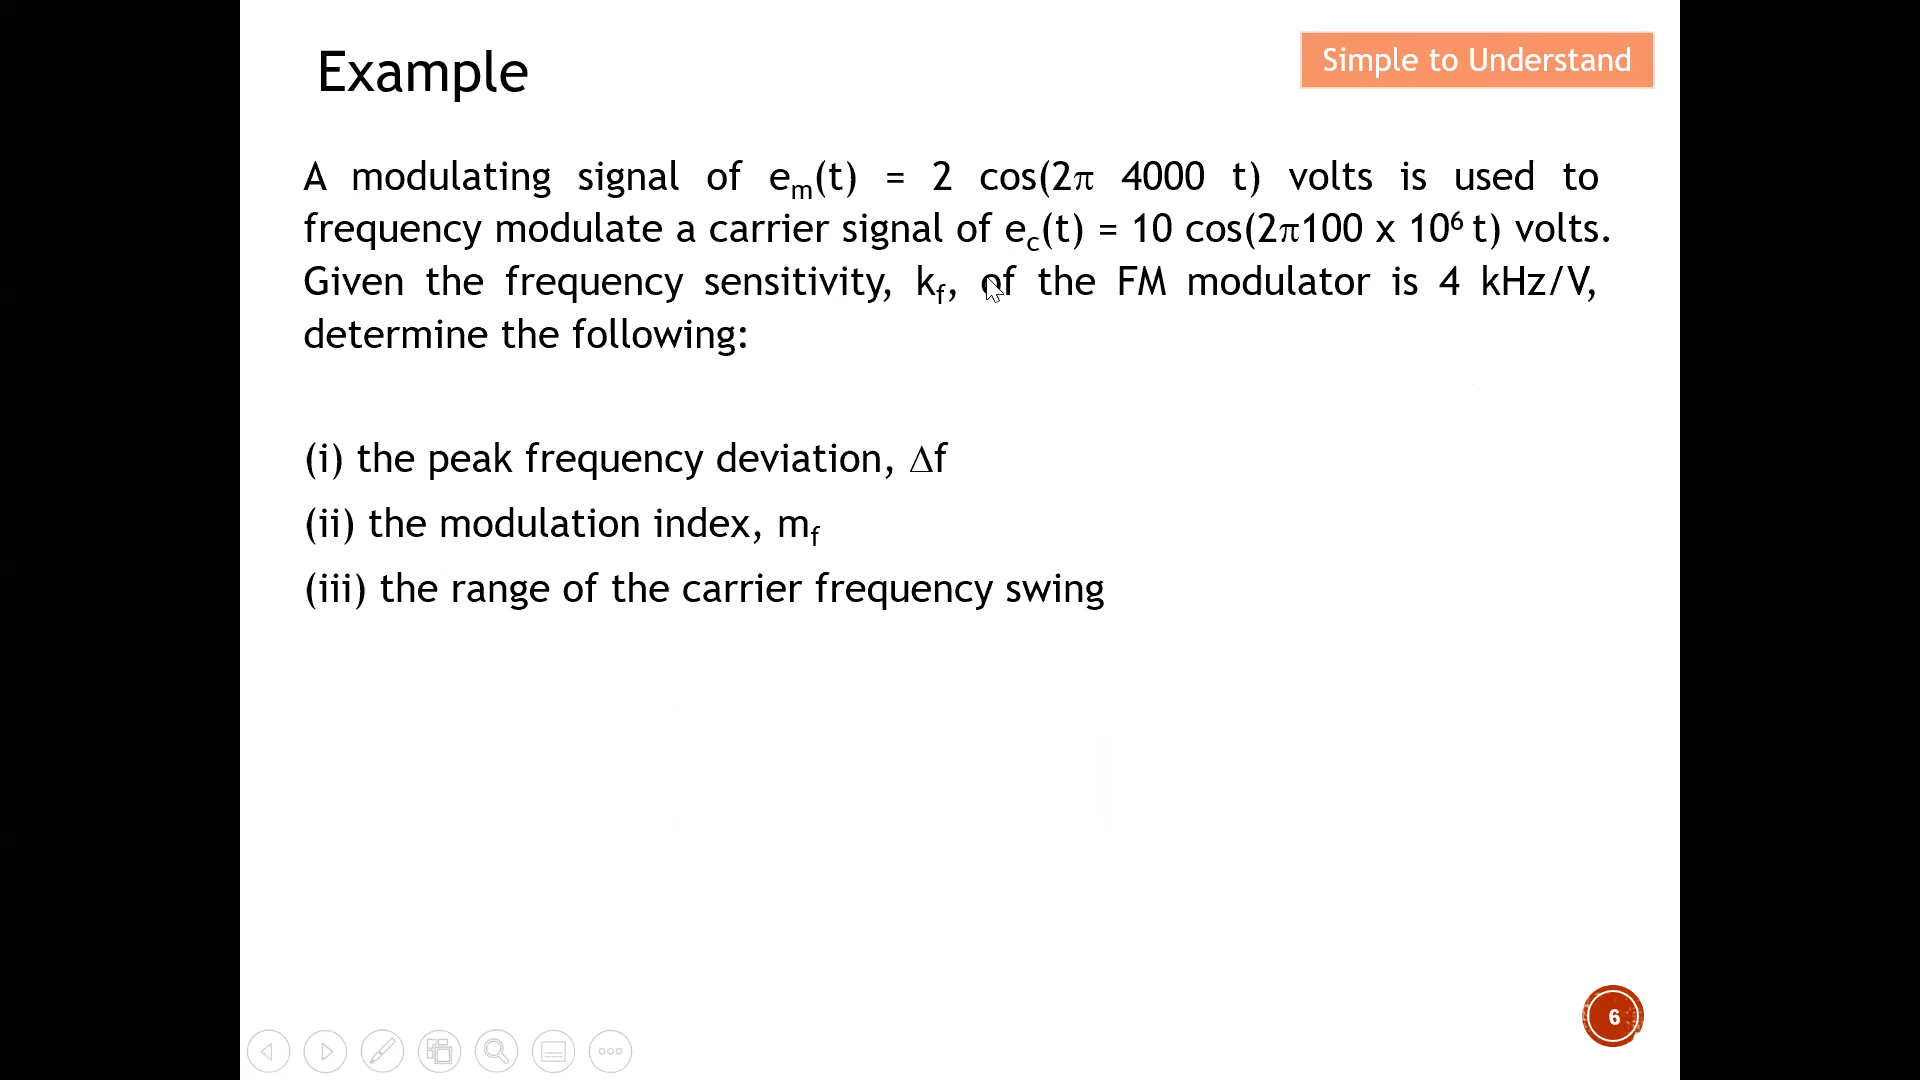 Example
Simple to Understand
A modulating signal of eₘ(t) = 2 cos(2π 4000 t) volts is used to
frequency modulate a carrier signal of e_c(t) = 10 cos(2π100 x 10⁶ t) volts.
Given the frequency sensitivity, k_f, of the FM modulator is 4 kHz/V,
determine the following:
(i) the peak frequency deviation, Δf
(ii) the modulation index, m_f
(iii) the range of the carrier frequency swing
6